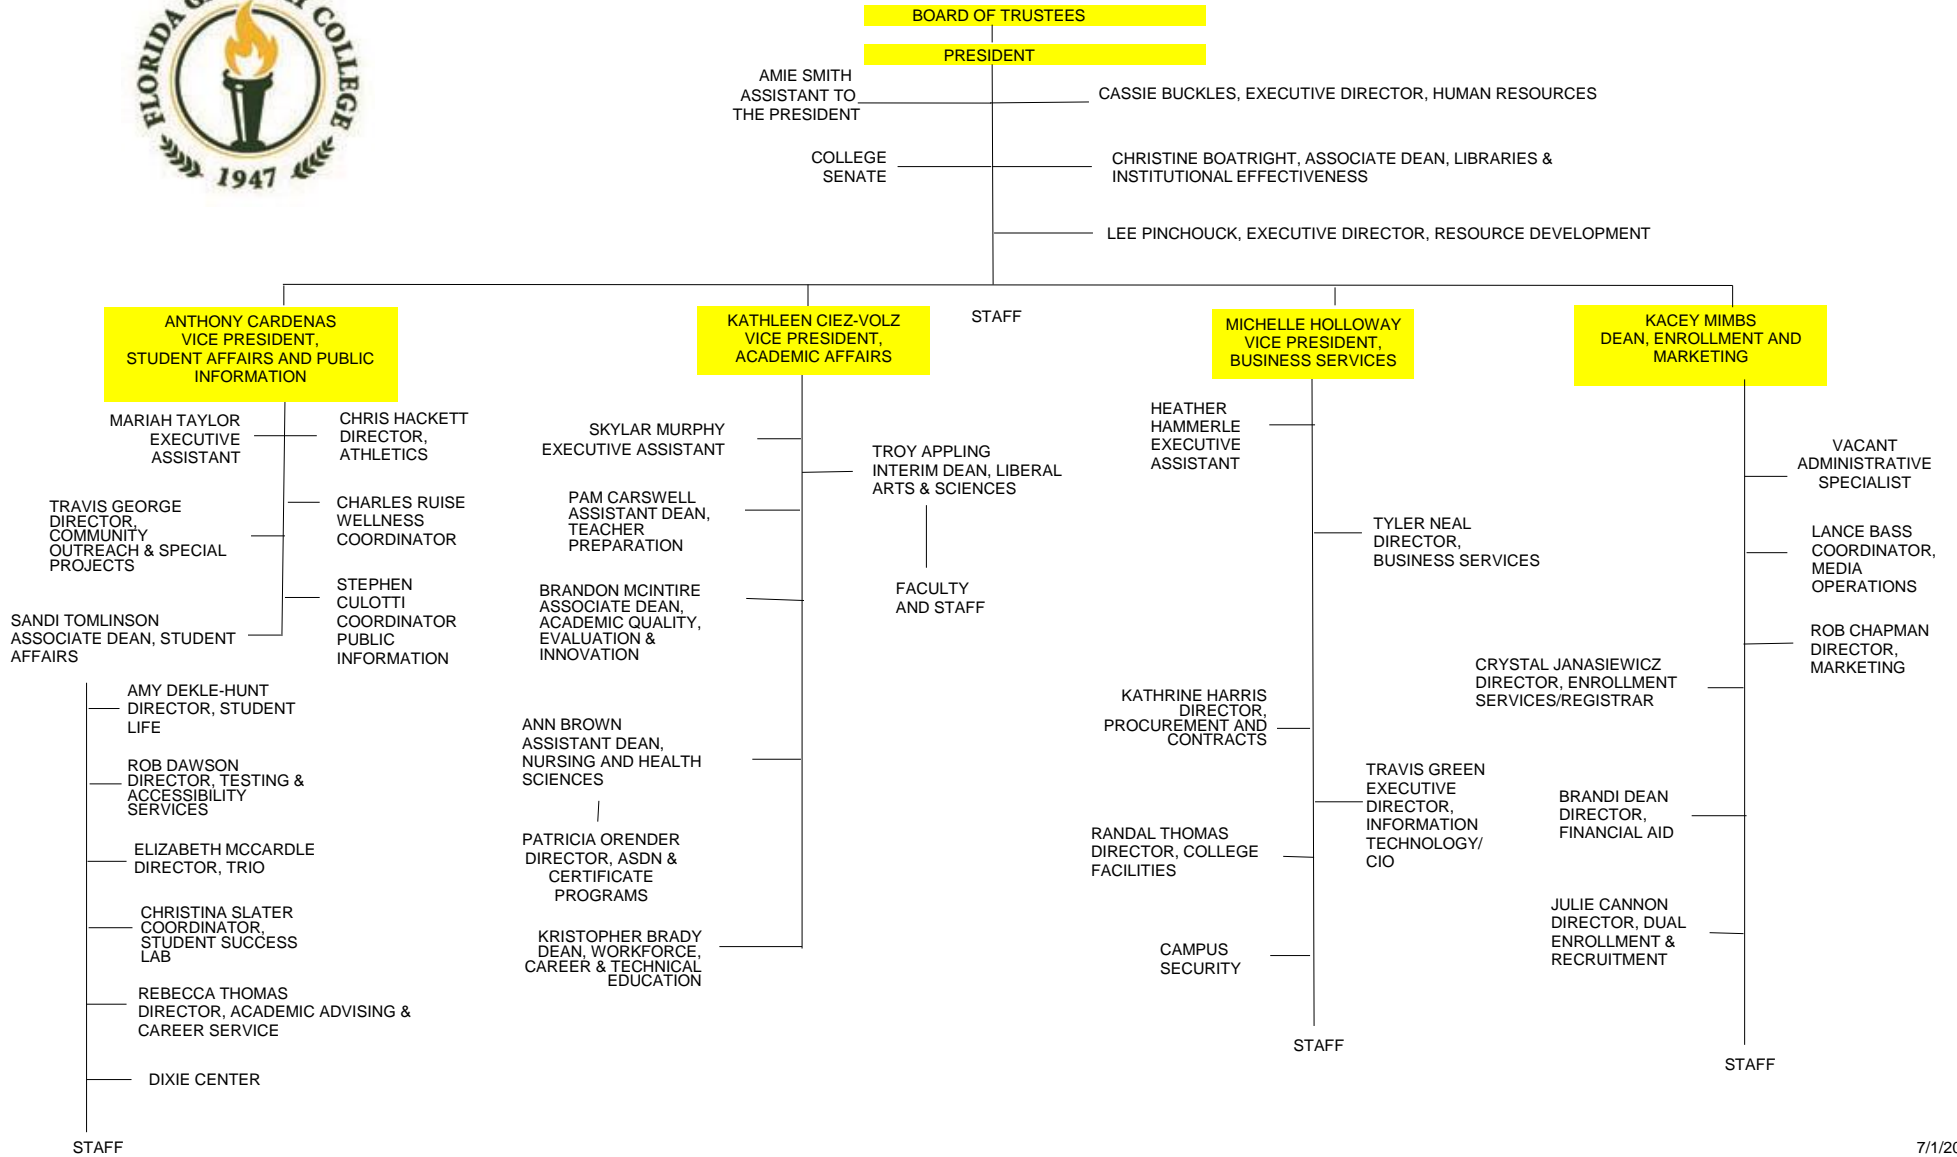 FLORIDA G
COLLEGE
1947
BOARD OF TRUSTEES
PRESIDENT
AMIE SMITH
ASSISTANT TO
THE PRESIDENT
CASSIE BUCKLES, EXECUTIVE DIRECTOR, HUMAN RESOURCES
COLLEGE
SENATE
CHRISTINE BOATRIGHT, ASSOCIATE DEAN, LIBRARIES &
INSTITUTIONAL EFFECTIVENESS
LEE PINCHOUCK, EXECUTIVE DIRECTOR, RESOURCE DEVELOPMENT
STAFF
ANTHONY CARDENAS
VICE PRESIDENT,
STUDENT AFFAIRS AND PUBLIC
INFORMATION
MARIAH TAYLOR
EXECUTIVE
ASSISTANT
CHRIS HACKETT
DIRECTOR,
ATHLETICS
TRAVIS GEORGE
DIRECTOR,
COMMUNITY
OUTREACH & SPECIAL
PROJECTS
CHARLES RUISE
WELLNESS
COORDINATOR
STEPHEN
CULOTTI
COORDINATOR
PUBLIC
INFORMATION
SANDI TOMLINSON
ASSOCIATE DEAN, STUDENT
AFFAIRS
AMY DEKLE-HUNT
DIRECTOR, STUDENT
LIFE
ROB DAWSON
DIRECTOR, TESTING &
ACCESSIBILITY
SERVICES
ELIZABETH MCCARDLE
DIRECTOR, TRIO
CHRISTINA SLATER
COORDINATOR,
STUDENT SUCCESS
LAB
REBECCA THOMAS
DIRECTOR, ACADEMIC ADVISING &
CAREER SERVICE
DIXIE CENTER
STAFF
KATHLEEN CIEZ-VOLZ
VICE PRESIDENT,
ACADEMIC AFFAIRS
SKYLAR MURPHY
EXECUTIVE ASSISTANT
TROY APPLING
INTERIM DEAN, LIBERAL
ARTS & SCIENCES
FACULTY
AND STAFF
PAM CARSWELL
ASSISTANT DEAN,
TEACHER
PREPARATION
BRANDON MCINTIRE
ASSOCIATE DEAN,
ACADEMIC QUALITY,
EVALUATION &
INNOVATION
ANN BROWN
ASSISTANT DEAN,
NURSING AND HEALTH
SCIENCES
PATRICIA ORENDER
DIRECTOR, ASDN &
CERTIFICATE
PROGRAMS
KRISTOPHER BRADY
DEAN, WORKFORCE,
CAREER & TECHNICAL
EDUCATION
MICHELLE HOLLOWAY
VICE PRESIDENT,
BUSINESS SERVICES
HEATHER
HAMMERLE
EXECUTIVE
ASSISTANT
TYLER NEAL
DIRECTOR,
BUSINESS SERVICES
KATHRINE HARRIS
DIRECTOR,
PROCUREMENT AND
CONTRACTS
TRAVIS GREEN
EXECUTIVE
DIRECTOR,
INFORMATION
TECHNOLOGY/
CIO
RANDAL THOMAS
DIRECTOR, COLLEGE
FACILITIES
CAMPUS
SECURITY
STAFF
KACEY MIMBS
DEAN, ENROLLMENT AND
MARKETING
VACANT
ADMINISTRATIVE
SPECIALIST
LANCE BASS
COORDINATOR,
MEDIA
OPERATIONS
ROB CHAPMAN
DIRECTOR,
MARKETING
CRYSTAL JANASIEWICZ
DIRECTOR, ENROLLMENT
SERVICES/REGISTRAR
BRANDI DEAN
DIRECTOR,
FINANCIAL AID
JULIE CANNON
DIRECTOR, DUAL
ENROLLMENT &
RECRUITMENT
STAFF
7/1/20